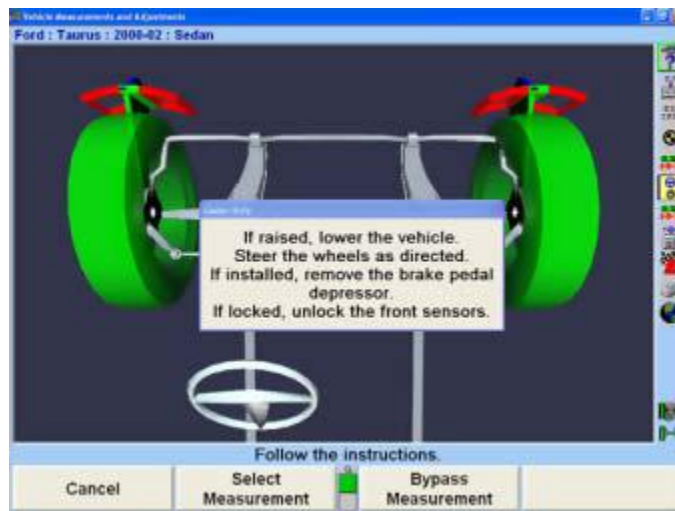 Vehicle Measurements and Adjustments
Ford : Taurus : 2000-02 : Sedan
If raised, lower the vehicle.
Steer the wheels as directed.
If installed, remove the brake pedal
depressor.
If locked, unlock the front sensors.
Follow the instructions.
Cancel
Select
Measurement
Bypass
Measurement